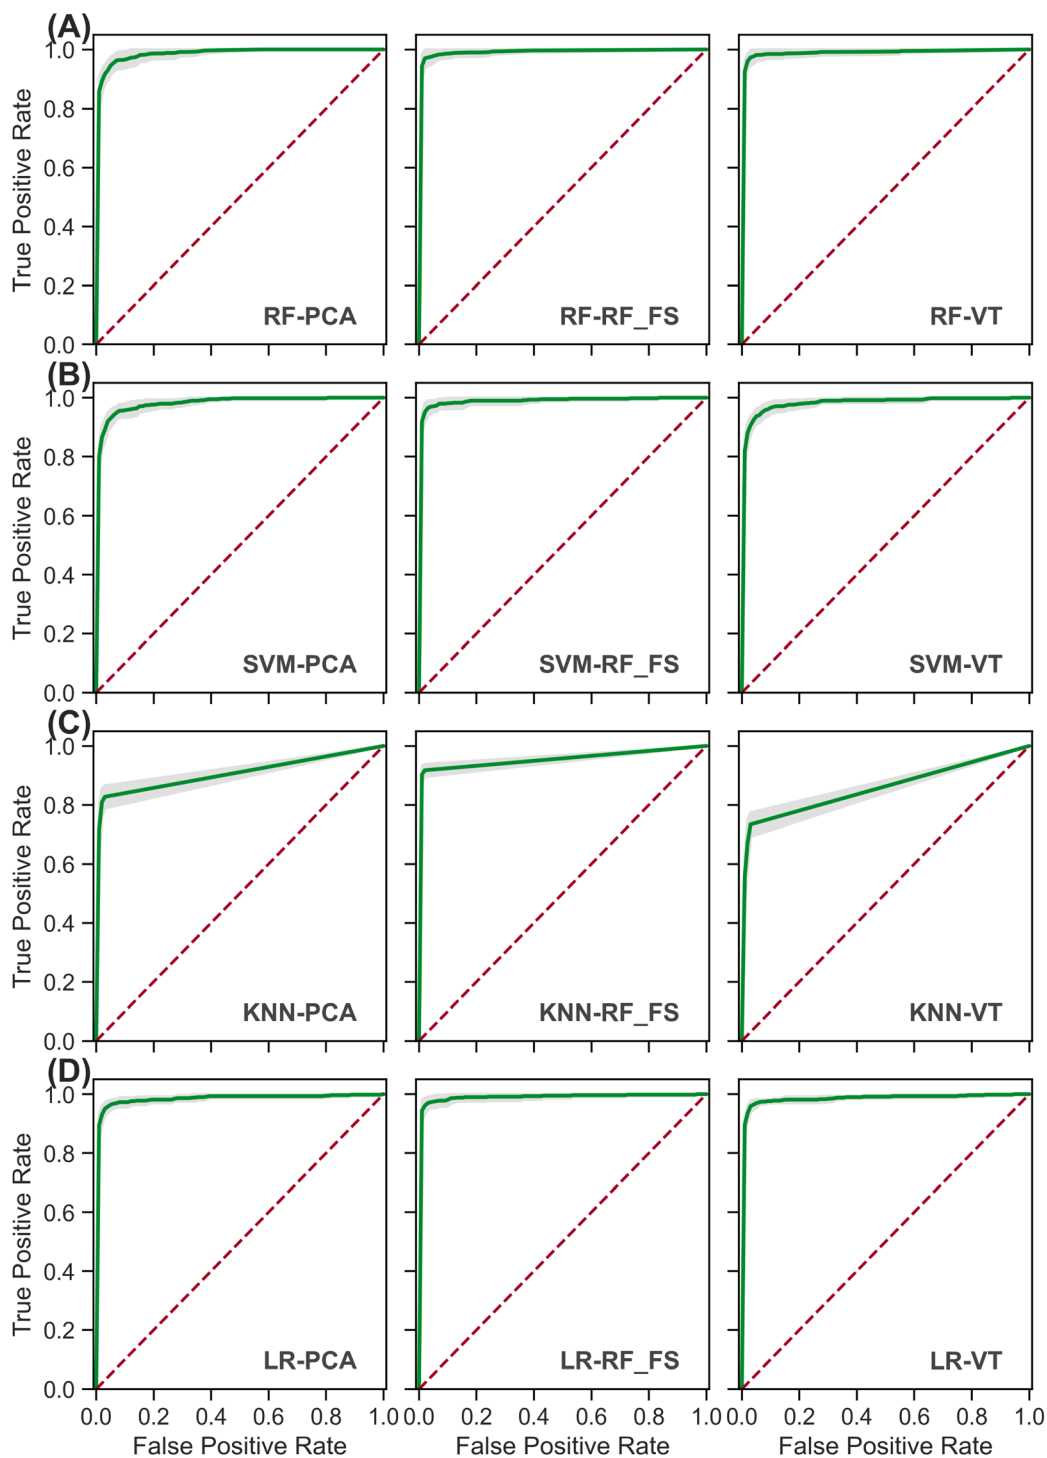 (A)
True Positive Rate
1.0
0.8
0.6
0.4
0.2
0.0
RF-PCA
RF-RF_FS
RF-VT
(B)
True Positive Rate
1.0
0.8
0.6
0.4
0.2
0.0
SVM-PCA
SVM-RF_FS
SVM-VT
(C)
True Positive Rate
1.0
0.8
0.6
0.4
0.2
0.0
KNN-PCA
KNN-RF_FS
KNN-VT
(D)
True Positive Rate
1.0
0.8
0.6
0.4
0.2
0.0
LR-PCA
LR-RF_FS
LR-VT
0.0 0.2 0.4 0.6 0.8 1.0
0.0 0.2 0.4 0.6 0.8 1.0
0.0 0.2 0.4 0.6 0.8 1.0
False Positive Rate
False Positive Rate
False Positive Rate